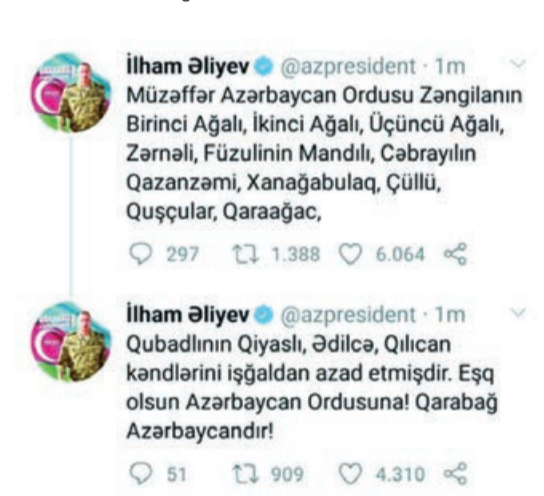 İlham Əliyev @azpresident · 1m
Müzəffər Azərbaycan Ordusu Zəngilanın
Birinci Ağalı, İkinci Ağalı, Üçüncü Ağalı,
Zərnəli, Füzulinin Mandılı, Cəbrayılın
Qazanzəmi, Xanağabulaq, Çüllü,
Quşçular, Qaraağac,
297 1.388 6.064
İlham Əliyev @azpresident · 1m
Qubadlının Qiyaslı, Ədilcə, Qılıcan
kəndlərini işğaldan azad etmişdir. Eşq
olsun Azərbaycan Ordusuna! Qarabağ
Azərbaycandır!
51 909 4.310